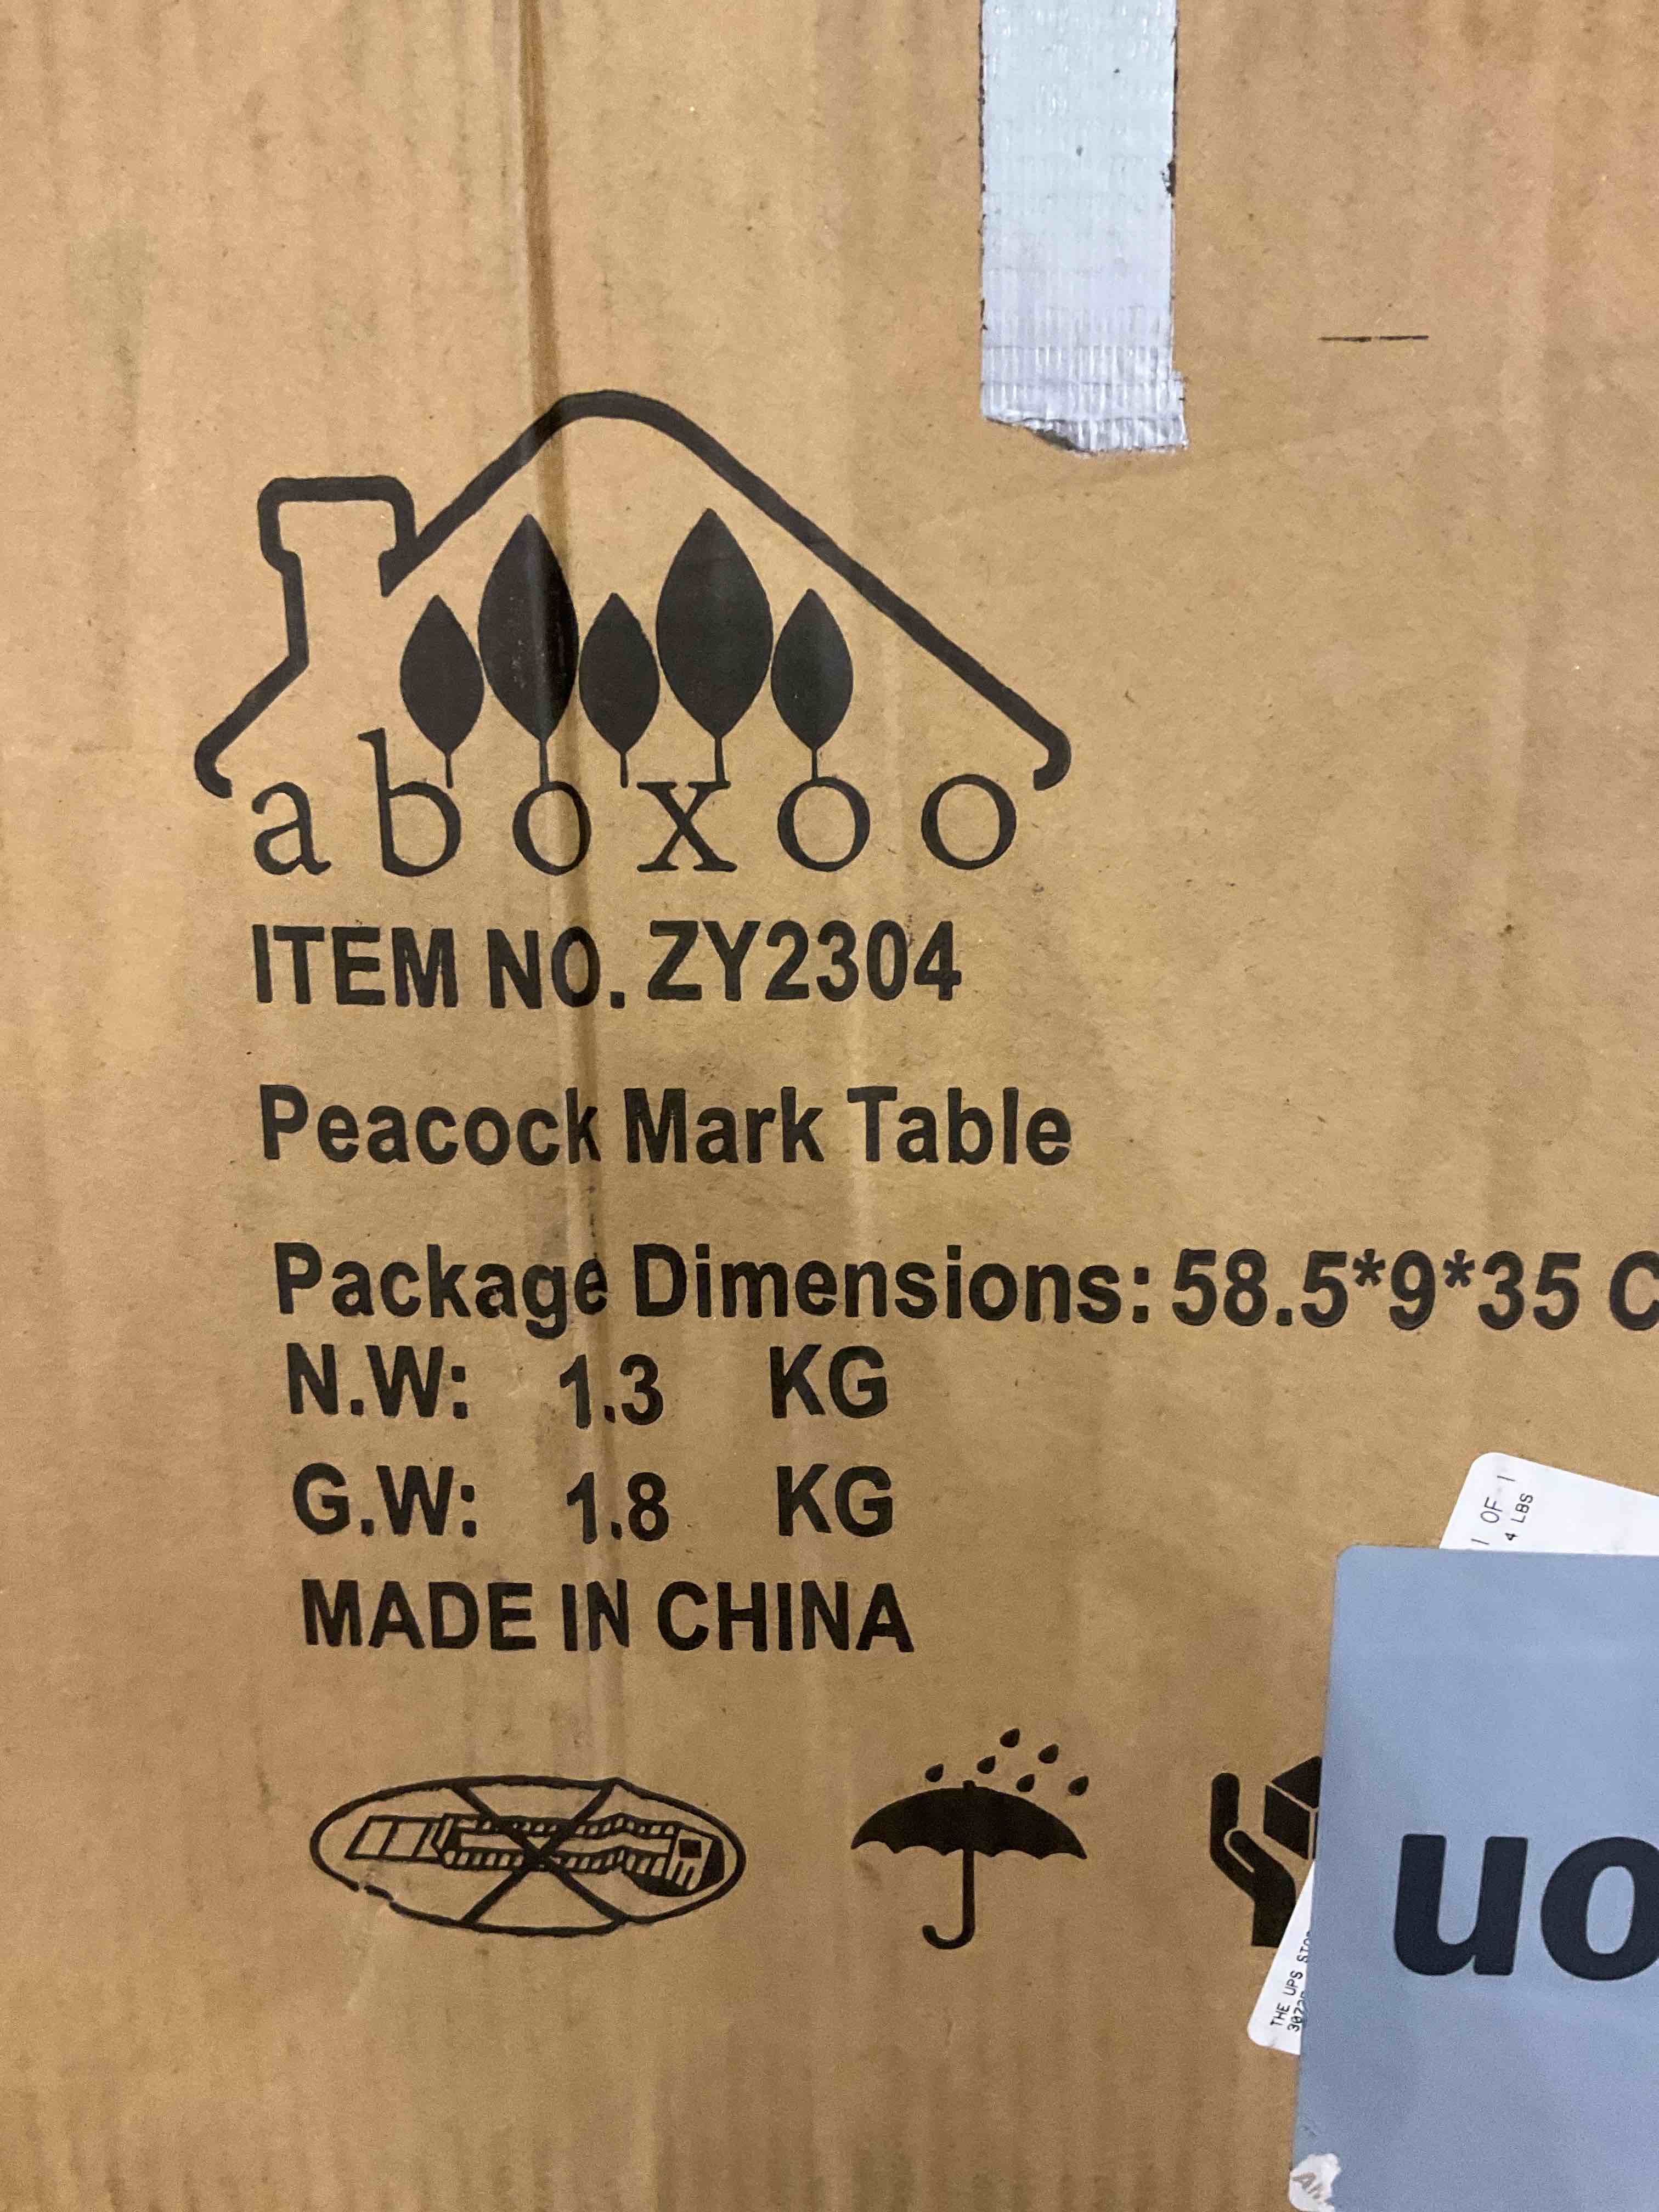 aboxoo
ITEM NO. ZY2304
Peacock Mark Table
Package Dimensions: 58.5*9*35 C
N.W: 1.3 KG
G.W: 1.8 KG
MADE IN CHINA
1 OF 1
4 LBS
THE UPS STO
uo